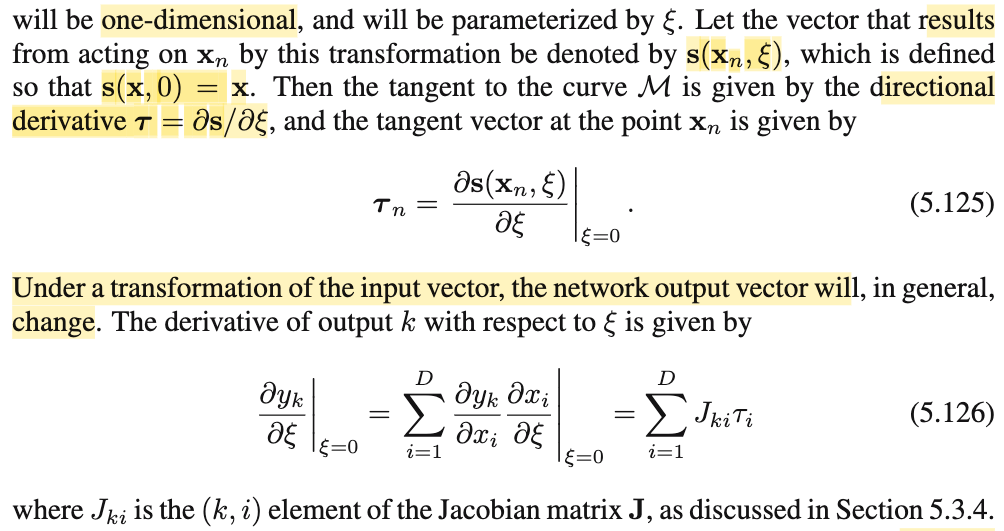 will be one-dimensional, and will be parameterized by ξ. Let the vector that results
from acting on xₙ by this transformation be denoted by s(xₙ, ξ), which is defined
so that s(x, 0) = x. Then the tangent to the curve ℳ is given by the directional
derivative τ = ∂s/∂ξ, and the tangent vector at the point xₙ is given by
τₙ = ∂s(xₙ, ξ)/∂ξ |_{ξ=0} . (5.125)
Under a transformation of the input vector, the network output vector will, in general,
change. The derivative of output k with respect to ξ is given by
∂yₖ/∂ξ |_{ξ=0} = ∑_{i=1}^{D} ∂yₖ/∂xᵢ ∂xᵢ/∂ξ |_{ξ=0} = ∑_{i=1}^{D} Jₖᵢτᵢ (5.126)
where Jₖᵢ is the (k, i) element of the Jacobian matrix J, as discussed in Section 5.3.4.